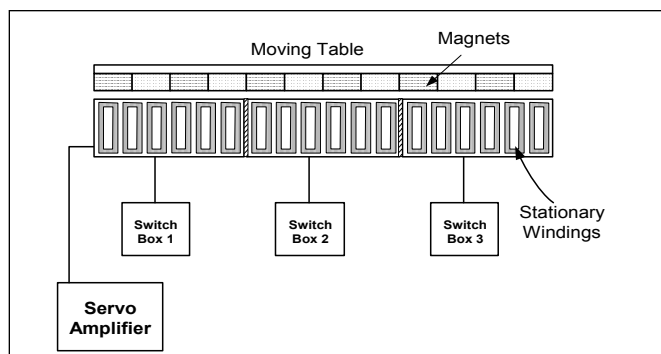 Moving Table
Magnets
Switch
Box 1
Switch
Box 2
Switch
Box 3
Stationary
Windings
Servo
Amplifier